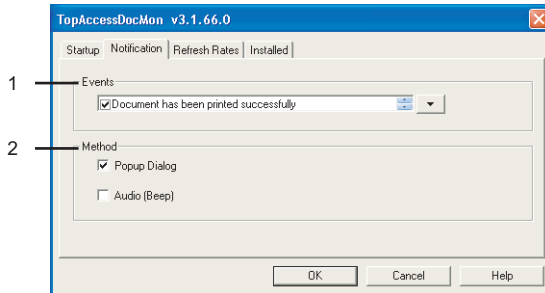 TopAccessDocMon v3.1.66.0
Startup Notification Refresh Rates Installed
1 Events
Document has been printed successfully
2 Method
Popup Dialog
Audio (Beep)
OK Cancel Help